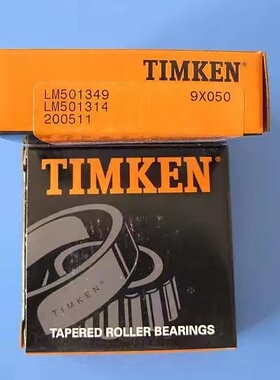 TIMKEN
LM501349 9X050
LM501314
200511
TIMKEN
TIMKEN
TAPERED ROLLER BEARINGS